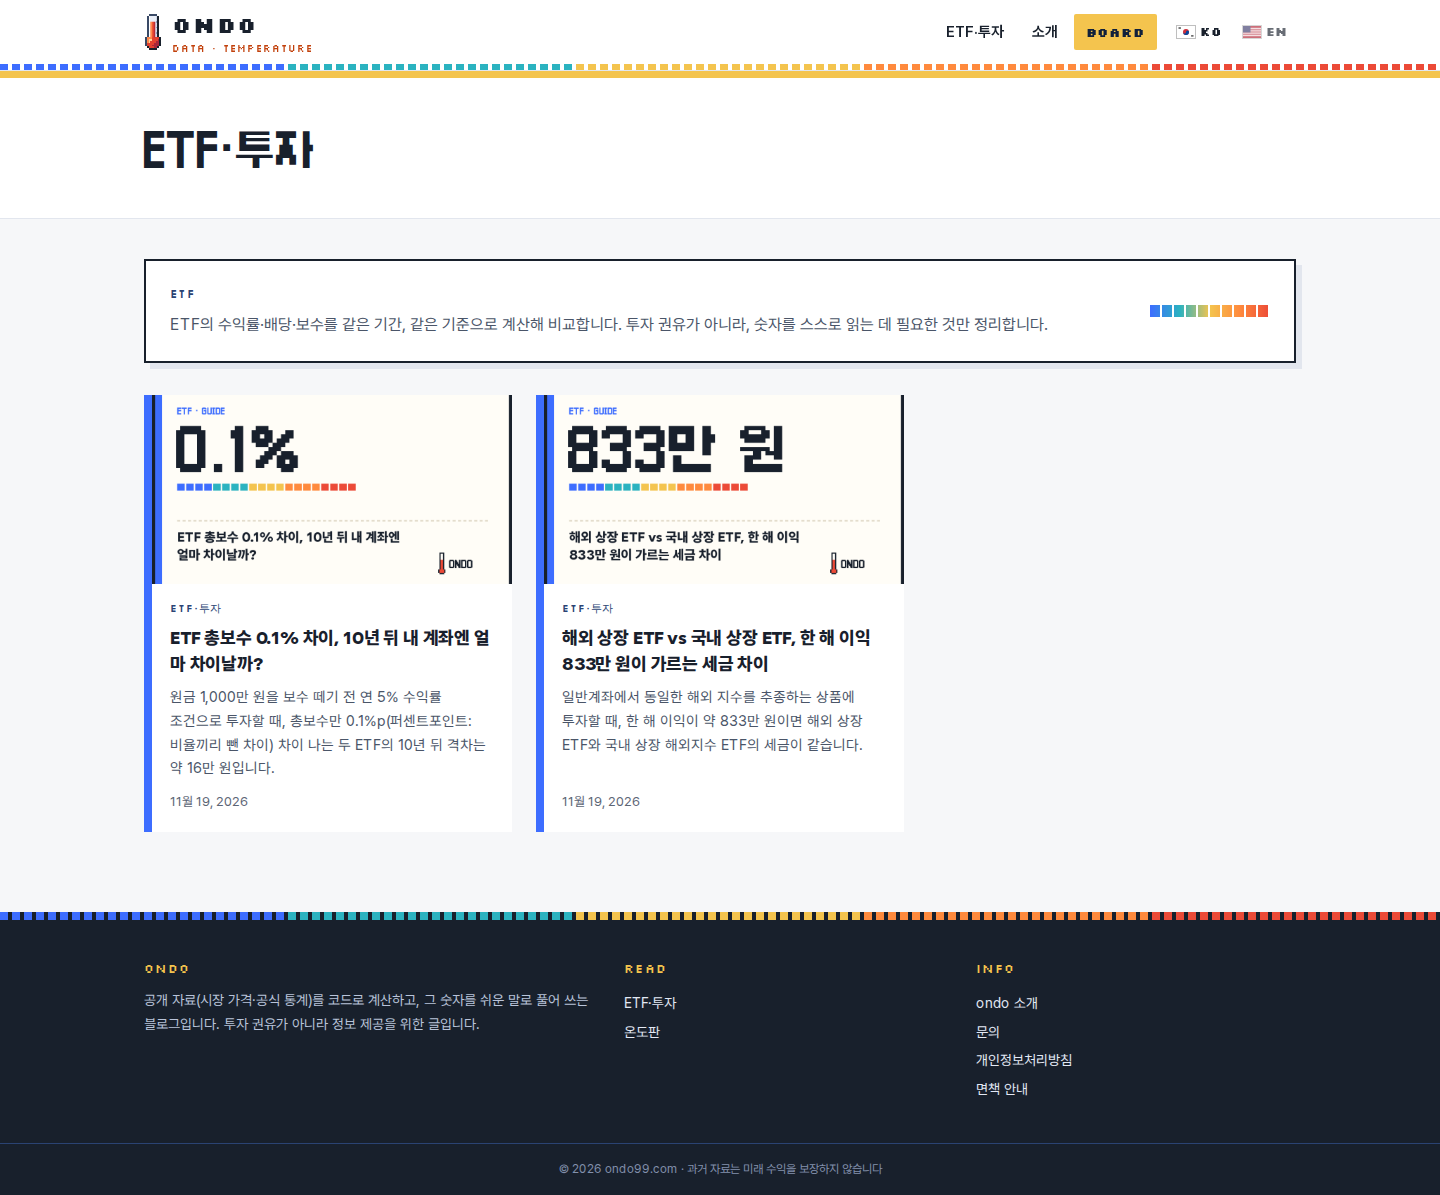 ONDO
DATA · TEMPERATURE
ETF·투자
소개
BOARD
KO
EN
ETF·투자
ETF
ETF의 수익률·배당·보수를 같은 기간, 같은 기준으로 계산해 비교합니다. 투자 권유가 아니라, 숫자를 스스로 읽는 데 필요한 것만 정리합니다.
ETF · GUIDE
0.1%
ETF 총보수 0.1% 차이, 10년 뒤 내 계좌엔
얼마 차이날까?
ONDO
ETF·투자
ETF 총보수 0.1% 차이, 10년 뒤 내 계좌엔 얼
마 차이날까?
원금 1,000만 원을 보수 떼기 전 연 5% 수익률
조건으로 투자할 때, 총보수만 0.1%p(퍼센트포인트:
비율끼리 뺀 차이) 차이 나는 두 ETF의 10년 뒤 격차는
약 16만 원입니다.
11월 19, 2026
ETF · GUIDE
833만 원
해외 상장 ETF vs 국내 상장 ETF, 한 해 이익
833만 원이 가르는 세금 차이
ONDO
ETF·투자
해외 상장 ETF vs 국내 상장 ETF, 한 해 이익
833만 원이 가르는 세금 차이
일반계좌에서 동일한 해외 지수를 추종하는 상품에
투자할 때, 한 해 이익이 약 833만 원이면 해외 상장
ETF와 국내 상장 해외지수 ETF의 세금이 같습니다.
11월 19, 2026
ONDO
공개 자료(시장 가격·공식 통계)를 코드로 계산하고, 그 숫자를 쉬운 말로 풀어 쓰는
블로그입니다. 투자 권유가 아니라 정보 제공을 위한 글입니다.
READ
ETF·투자
온도판
INFO
ondo 소개
문의
개인정보처리방침
면책 안내
© 2026 ondo99.com · 과거 자료는 미래 수익을 보장하지 않습니다